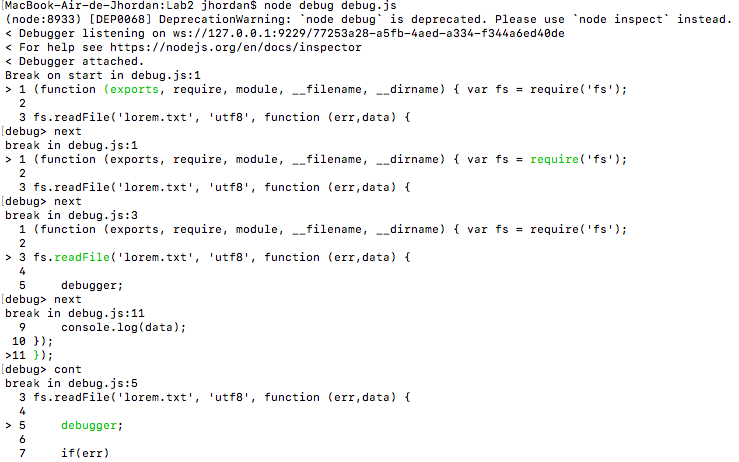 [MacBook-Air-de-Jhordan:Lab2 jhordan$ node debug debug.js
(node:8933) [DEP0068] DeprecationWarning: `node debug` is deprecated. Please use `node inspect` instead.
< Debugger listening on ws://127.0.0.1:9229/77253a28-a5fb-4aed-a334-f344a6ed40de
< For help see https://nodejs.org/en/docs/inspector
< Debugger attached.
Break on start in debug.js:1
> 1 (function (exports, require, module, __filename, __dirname) { var fs = require('fs');
  2
  3 fs.readFile('lorem.txt', 'utf8', function (err,data) {
[debug> next
break in debug.js:1
> 1 (function (exports, require, module, __filename, __dirname) { var fs = require('fs');
  2
  3 fs.readFile('lorem.txt', 'utf8', function (err,data) {
[debug> next
break in debug.js:3
  1 (function (exports, require, module, __filename, __dirname) { var fs = require('fs');
  2
> 3 fs.readFile('lorem.txt', 'utf8', function (err,data) {
  4
  5     debugger;
[debug> next
break in debug.js:11
  9     console.log(data);
 10 });
>11 });
[debug> cont
break in debug.js:5
  3 fs.readFile('lorem.txt', 'utf8', function (err,data) {
  4
> 5     debugger;
  6
  7     if(err)